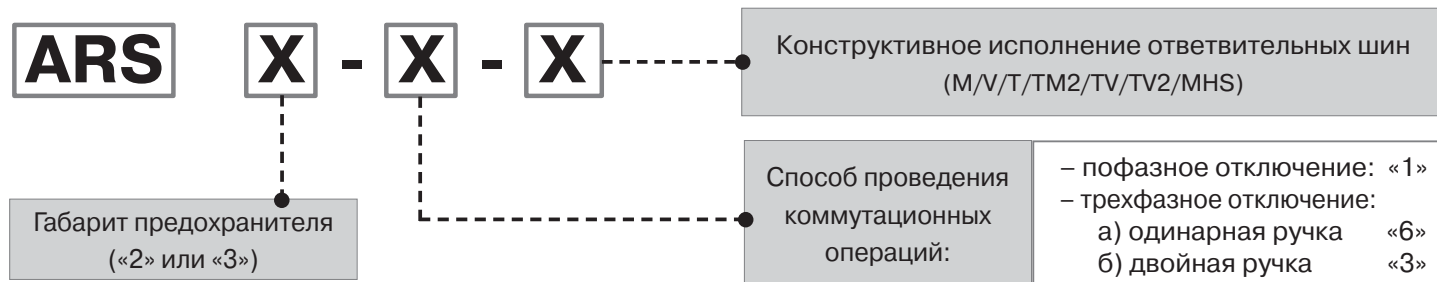 ARS X - X - X
Конструктивное исполнение ответвительных шин
(M/V/T/TM2/TV/TV2/MHS)
Габарит предохранителя
(«2» или «3»)
Способ проведения
коммутационных
операций:
– пофазное отключение: «1»
– трехфазное отключение:
а) одинарная ручка «6»
б) двойная ручка «3»